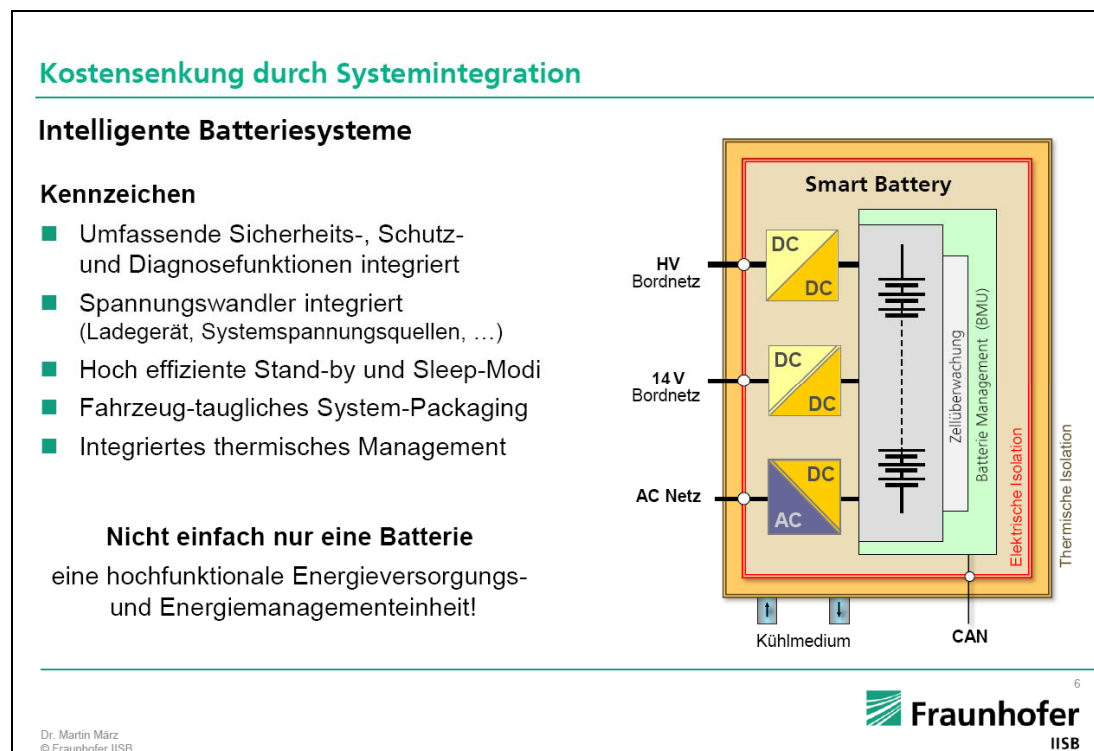 Kostensenkung durch Systemintegration
Intelligente Batteriesysteme
Kennzeichen
Umfassende Sicherheits-, Schutz-
und Diagnosefunktionen integriert
Spannungswandler integriert
(Ladegerät, Systemspannungsquellen, …)
Hoch effiziente Stand-by und Sleep-Modi
Fahrzeug-taugliches System-Packaging
Integriertes thermisches Management
Nicht einfach nur eine Batterie
eine hochfunktionale Energieversorgungs-
und Energiemanagementeinheit!
Smart Battery
HV
Bordnetz
DC
DC
14 V
Bordnetz
DC
DC
AC Netz
DC
AC
Zellüberwachung
Batterie Management (BMU)
Elektrische Isolation
Thermische Isolation
Kühlmedium
CAN
6
Fraunhofer
IISB
Dr. Martin März
© Fraunhofer IISB